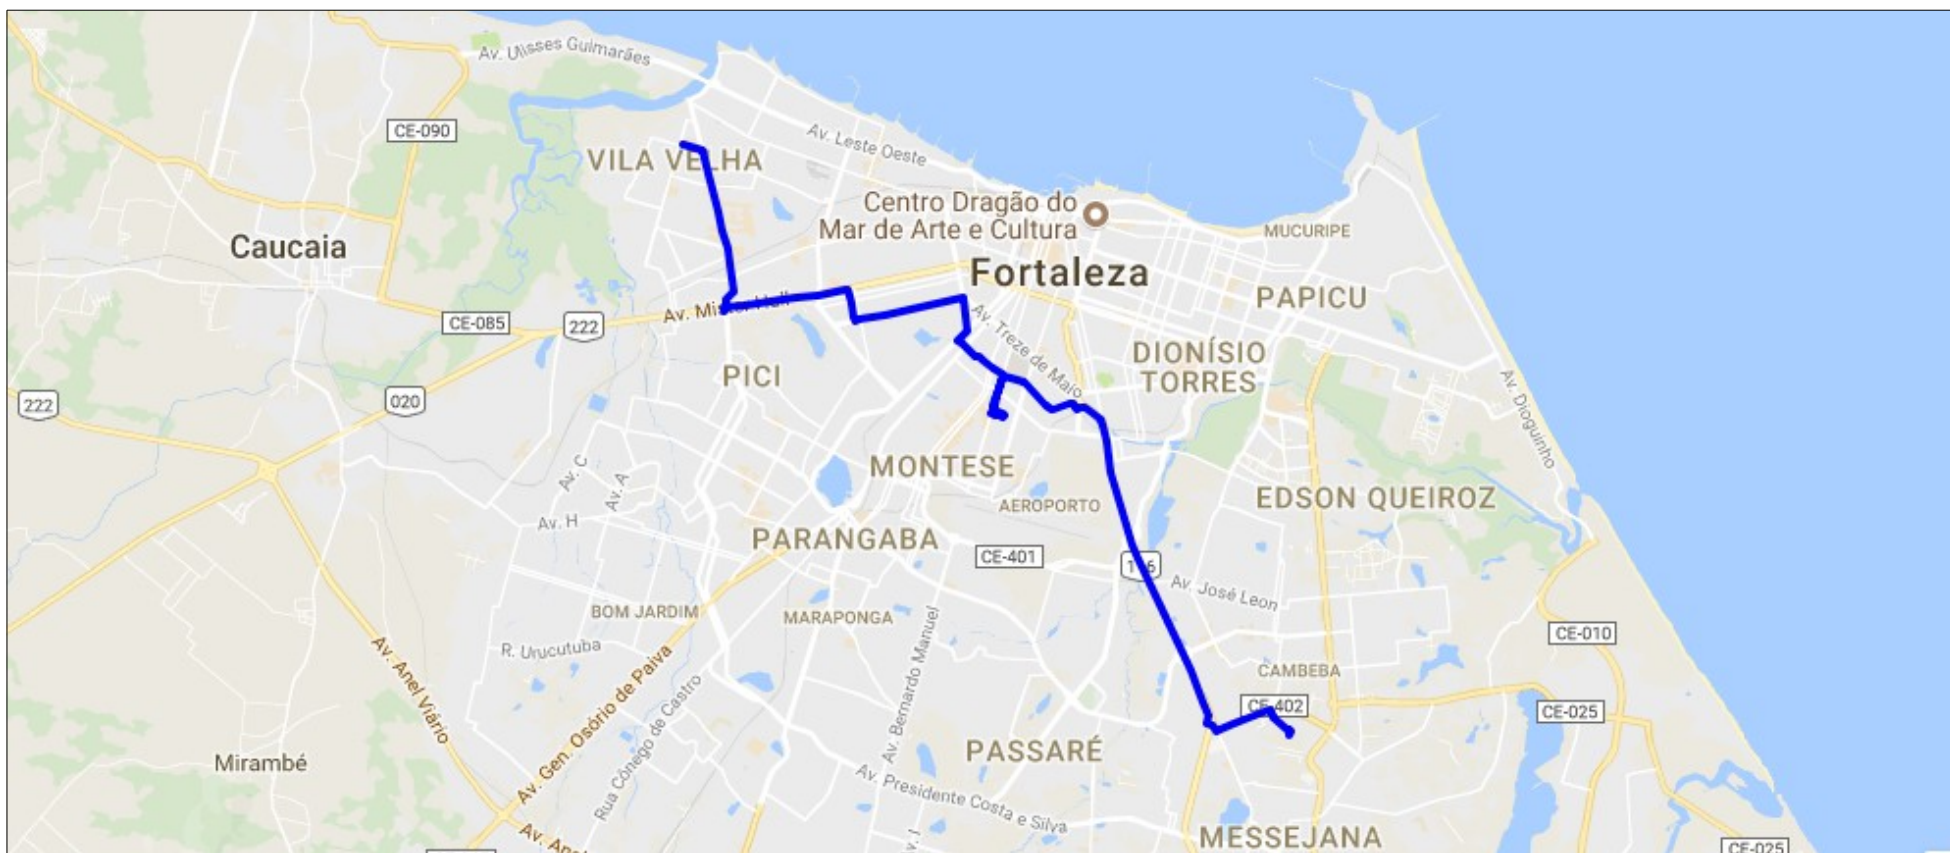 Av. Ulisses Guimarães
CE-090
Av. Leste Oeste
VILA VELHA
Centro Dragão do
Mar de Arte e Cultura
MUCURIPE
Caucaia
Fortaleza
PAPICU
Av. Mister Hull
CE-085
222
Av. Treze de Maio
DIONÍSIO
TORRES
PICI
020
222
Av. Dioguinho
MONTESE
Av. C
Av. A
AEROPORTO
EDSON QUEIROZ
Av. H
PARANGABA
CE-401
116
Av. José Leon
BOM JARDIM
MARAPONGA
CE-010
R. Urucutuba
Av. Anel Viário
Av. Gen. Osório de Paiva
Av. Bernardo Manuel
CAMBEBA
Rua Cônego de Castro
CE-402
CE-025
PASSARÉ
Mirambé
Av. Presidente Costa e Silva
MESSEJANA
CE-025